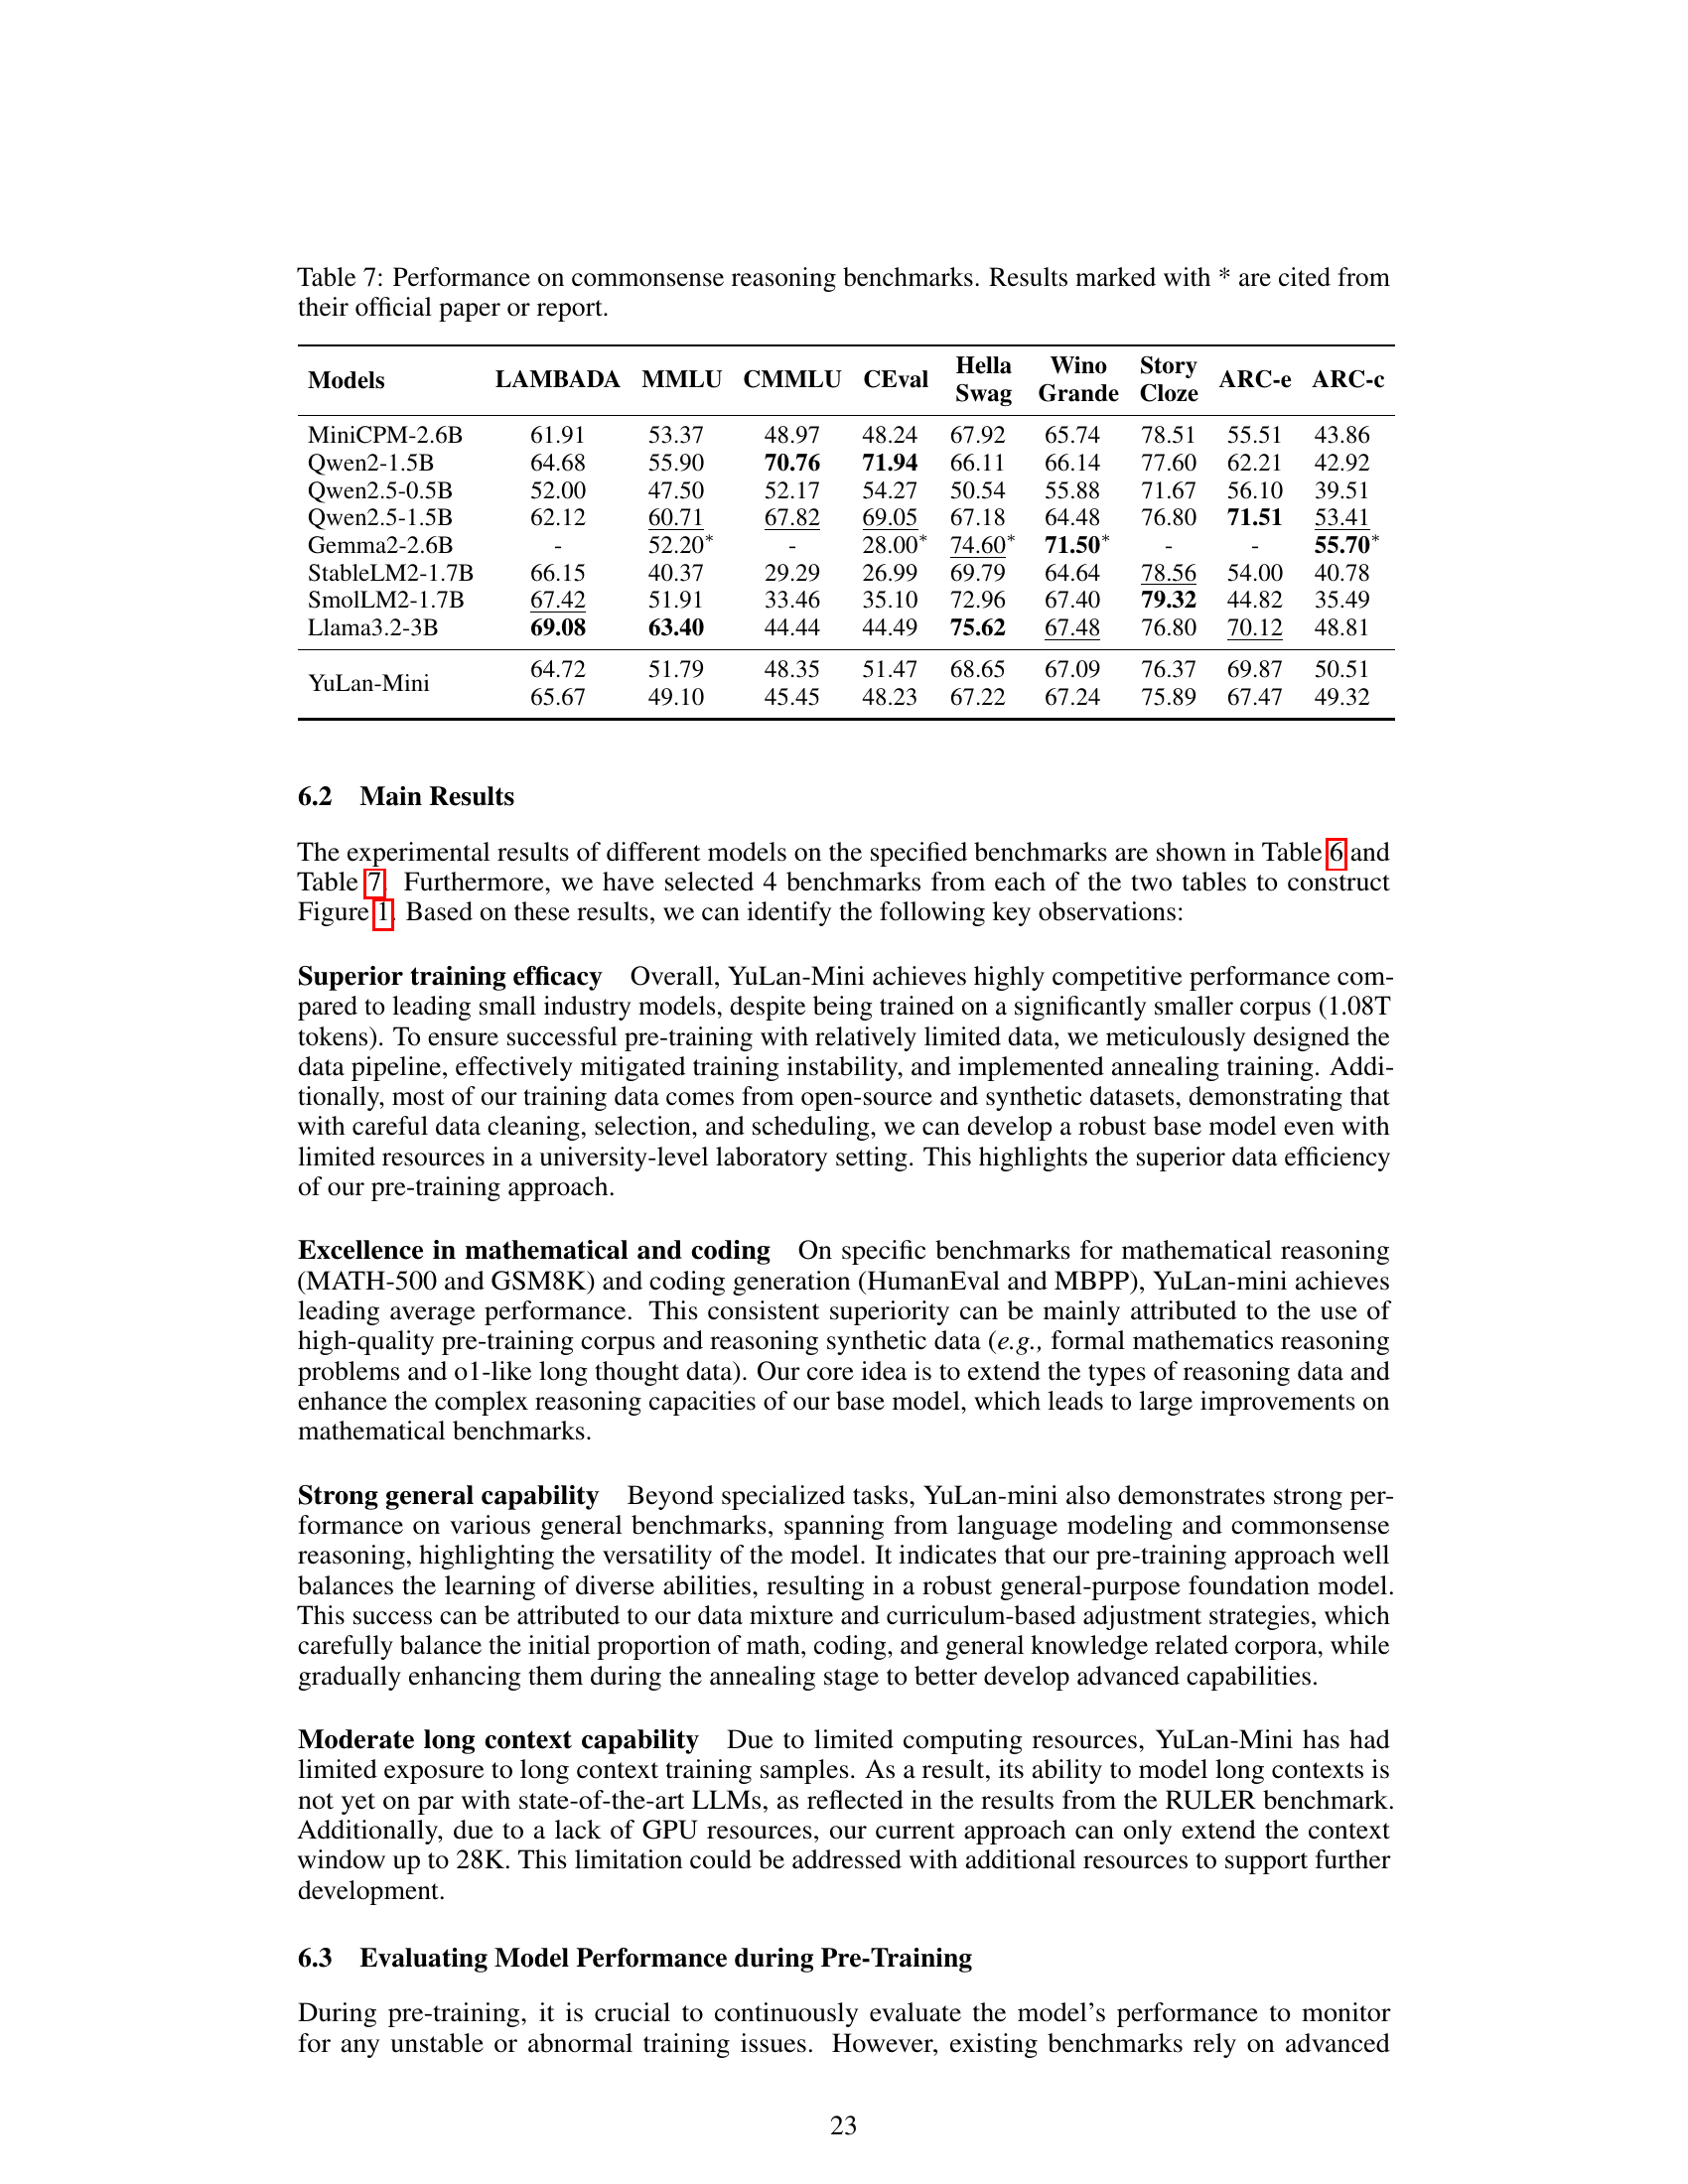 Table 7: Performance on commonsense reasoning benchmarks. Results marked with * are cited from
their official paper or report.
Models LAMBADA MMLU CMMLU CEval Hella Swag Wino Grande Story Cloze ARC-e ARC-c
MiniCPM-2.6B 61.91 53.37 48.97 48.24 67.92 65.74 78.51 55.51 43.86
Qwen2-1.5B 64.68 55.90 70.76 71.94 66.11 66.14 77.60 62.21 42.92
Qwen2.5-0.5B 52.00 47.50 52.17 54.27 50.54 55.88 71.67 56.10 39.51
Qwen2.5-1.5B 62.12 60.71 67.82 69.05 67.18 64.48 76.80 71.51 53.41
Gemma2-2.6B - 52.20* - 28.00* 74.60* 71.50* - - 55.70*
StableLM2-1.7B 66.15 40.37 29.29 26.99 69.79 64.64 78.56 54.00 40.78
SmolLM2-1.7B 67.42 51.91 33.46 35.10 72.96 67.40 79.32 44.82 35.49
Llama3.2-3B 69.08 63.40 44.44 44.49 75.62 67.48 76.80 70.12 48.81
YuLan-Mini 64.72 51.79 48.35 51.47 68.65 67.09 76.37 69.87 50.51
65.67 49.10 45.45 48.23 67.22 67.24 75.89 67.47 49.32
6.2 Main Results
The experimental results of different models on the specified benchmarks are shown in Table 6 and
Table 7. Furthermore, we have selected 4 benchmarks from each of the two tables to construct
Figure 1. Based on these results, we can identify the following key observations:
Superior training efficacy Overall, YuLan-Mini achieves highly competitive performance com-
pared to leading small industry models, despite being trained on a significantly smaller corpus (1.08T
tokens). To ensure successful pre-training with relatively limited data, we meticulously designed the
data pipeline, effectively mitigated training instability, and implemented annealing training. Addi-
tionally, most of our training data comes from open-source and synthetic datasets, demonstrating that
with careful data cleaning, selection, and scheduling, we can develop a robust base model even with
limited resources in a university-level laboratory setting. This highlights the superior data efficiency
of our pre-training approach.
Excellence in mathematical and coding On specific benchmarks for mathematical reasoning
(MATH-500 and GSM8K) and coding generation (HumanEval and MBPP), YuLan-mini achieves
leading average performance. This consistent superiority can be mainly attributed to the use of
high-quality pre-training corpus and reasoning synthetic data (e.g., formal mathematics reasoning
problems and o1-like long thought data). Our core idea is to extend the types of reasoning data and
enhance the complex reasoning capacities of our base model, which leads to large improvements on
mathematical benchmarks.
Strong general capability Beyond specialized tasks, YuLan-mini also demonstrates strong per-
formance on various general benchmarks, spanning from language modeling and commonsense
reasoning, highlighting the versatility of the model. It indicates that our pre-training approach well
balances the learning of diverse abilities, resulting in a robust general-purpose foundation model.
This success can be attributed to our data mixture and curriculum-based adjustment strategies, which
carefully balance the initial proportion of math, coding, and general knowledge related corpora, while
gradually enhancing them during the annealing stage to better develop advanced capabilities.
Moderate long context capability Due to limited computing resources, YuLan-Mini has had
limited exposure to long context training samples. As a result, its ability to model long contexts is
not yet on par with state-of-the-art LLMs, as reflected in the results from the RULER benchmark.
Additionally, due to a lack of GPU resources, our current approach can only extend the context
window up to 28K. This limitation could be addressed with additional resources to support further
development.
6.3 Evaluating Model Performance during Pre-Training
During pre-training, it is crucial to continuously evaluate the model's performance to monitor
for any unstable or abnormal training issues. However, existing benchmarks rely on advanced
23